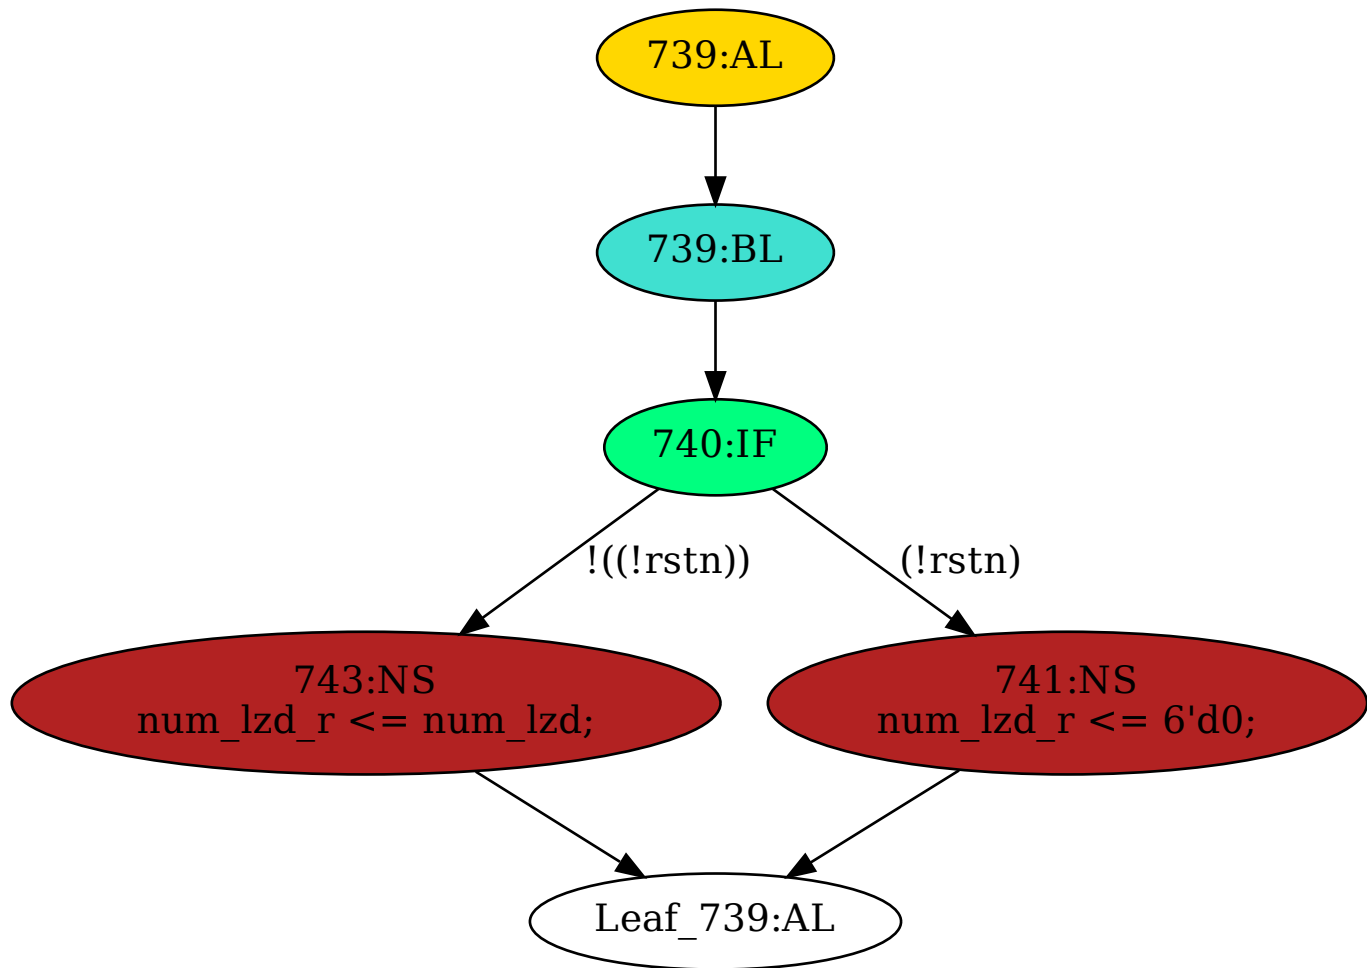 739:AL
739:BL
740:IF
!((!rstn))
(!rstn)
743:NS
num_lzd_r <= num_lzd;
741:NS
num_lzd_r <= 6'd0;
Leaf_739:AL